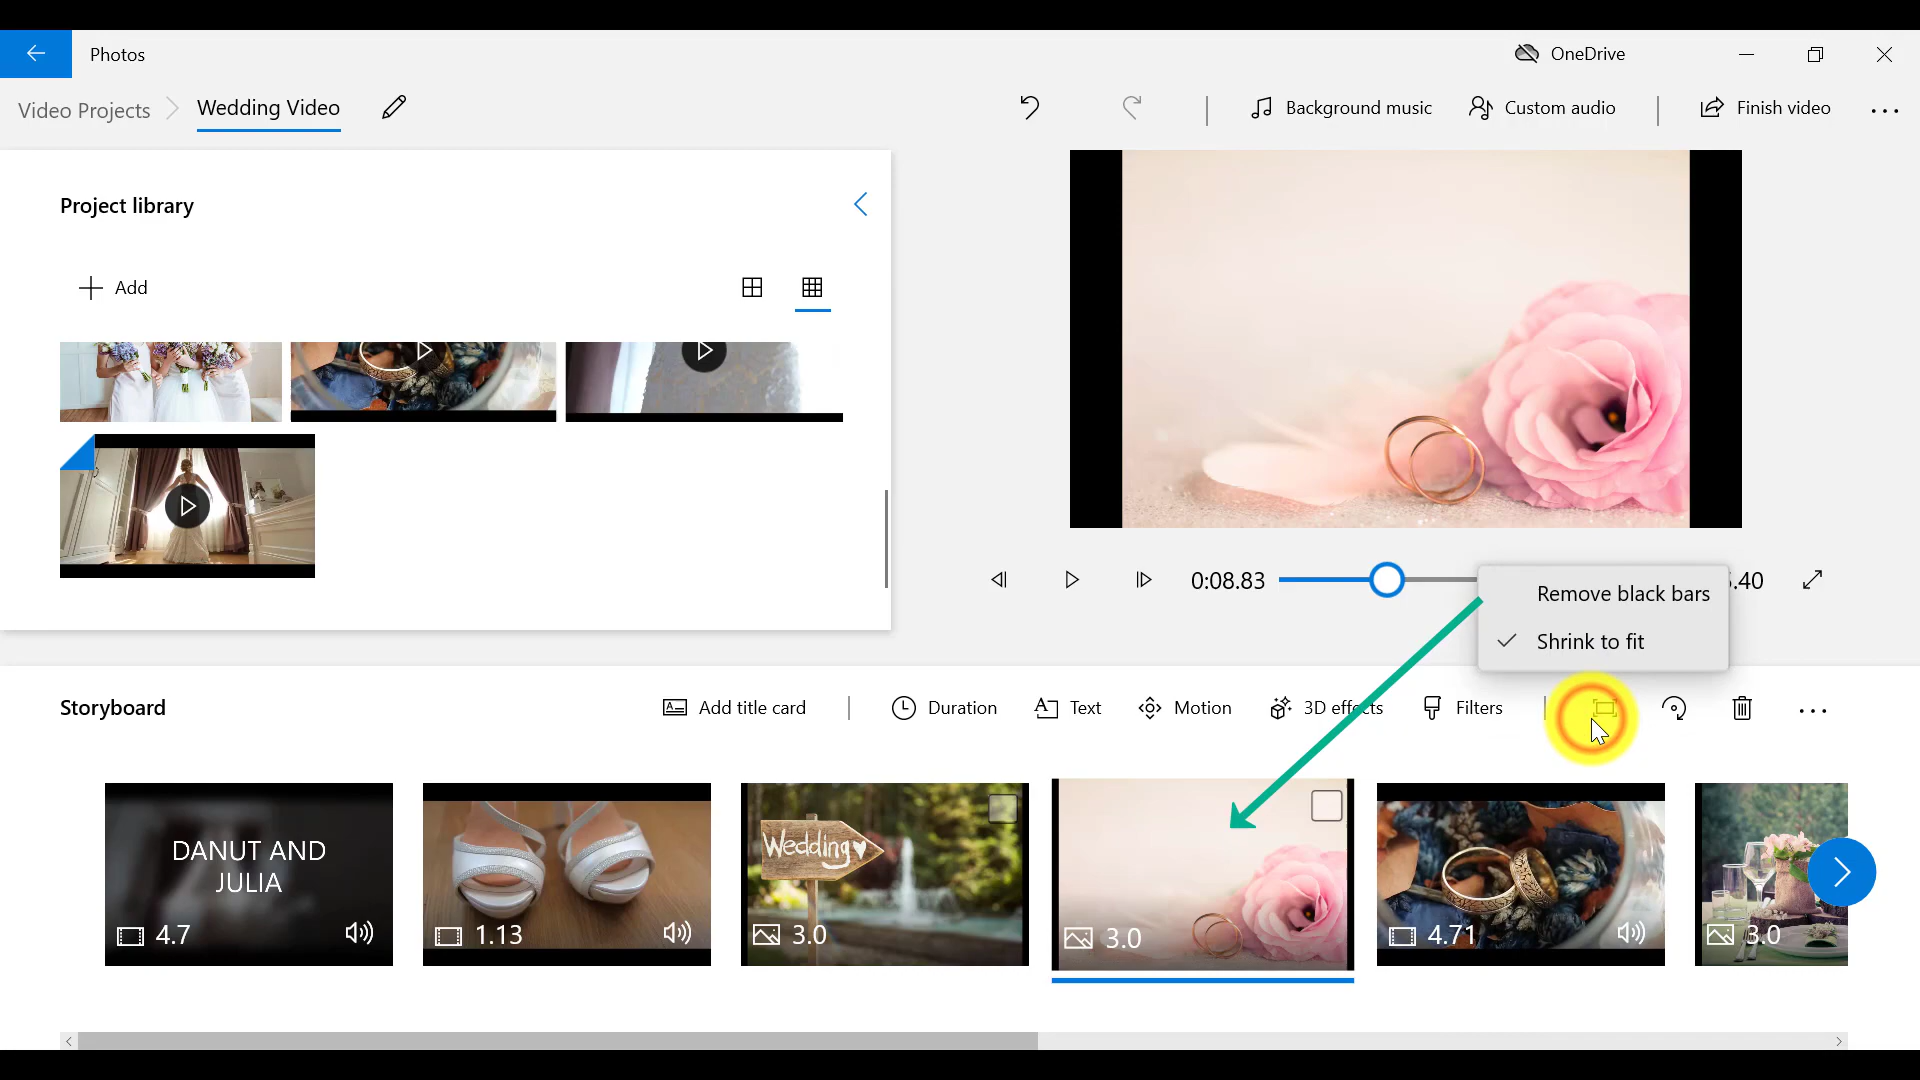 Photos
OneDrive
Video Projects
Wedding Video
Background music
Custom audio
Finish video
Project library
Add
0:08.83
.40
Remove black bars
Shrink to fit
Storyboard
Add title card
Duration
Text
Motion
3D effects
Filters
DANUT AND
JULIA
Wedding
4.7
1.13
3.0
3.0
4.71
3.0